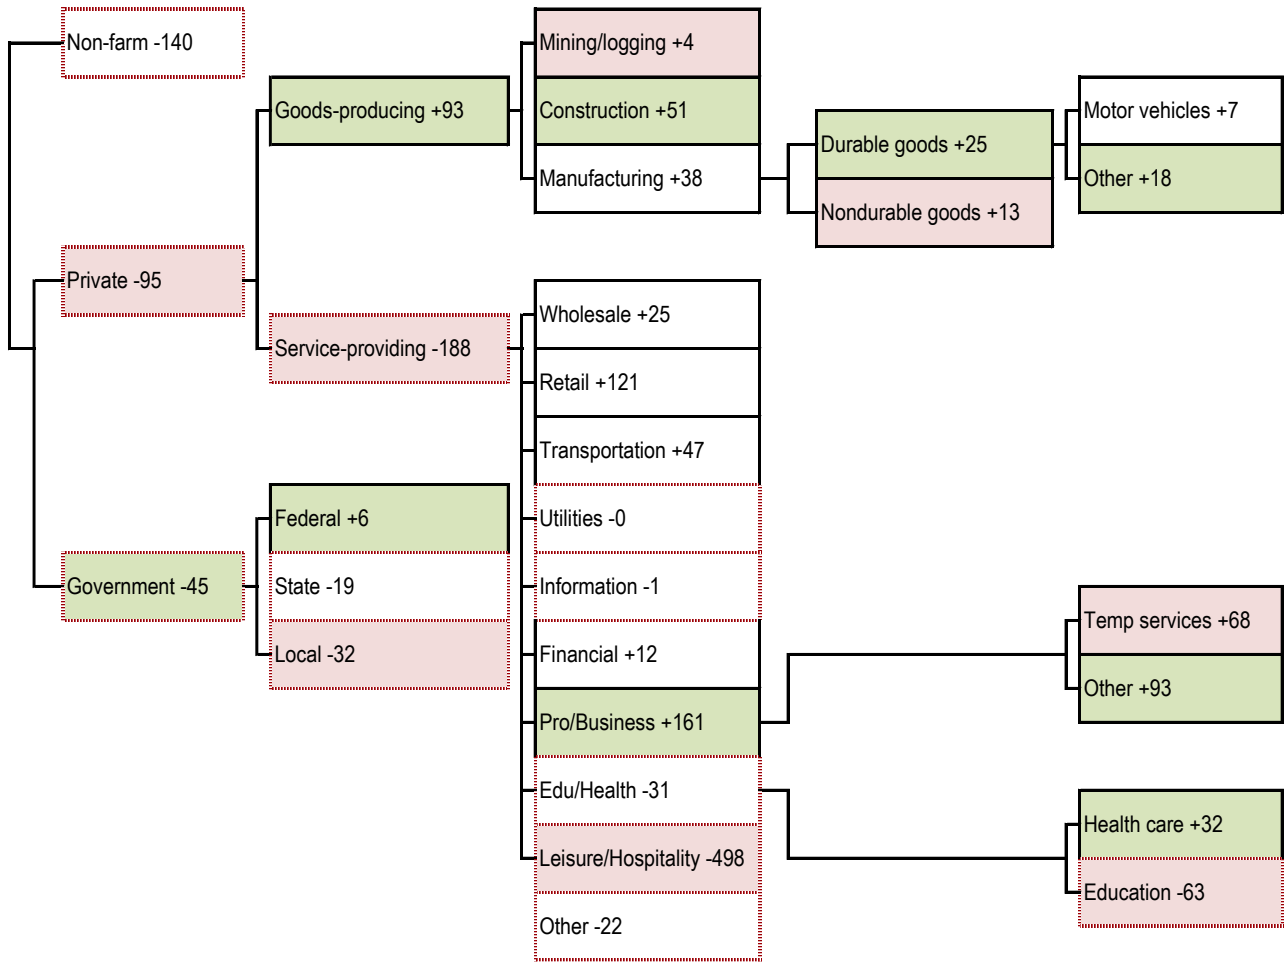 Non-farm -140
Private -95
Government -45
Goods-producing +93
Service-providing -188
Federal +6
State -19
Local -32
Mining/logging +4
Construction +51
Manufacturing +38
Wholesale +25
Retail +121
Transportation +47
Utilities -0
Information -1
Financial +12
Pro/Business +161
Edu/Health -31
Leisure/Hospitality -498
Other -22
Durable goods +25
Nondurable goods +13
Motor vehicles +7
Other +18
Temp services +68
Other +93
Health care +32
Education -63